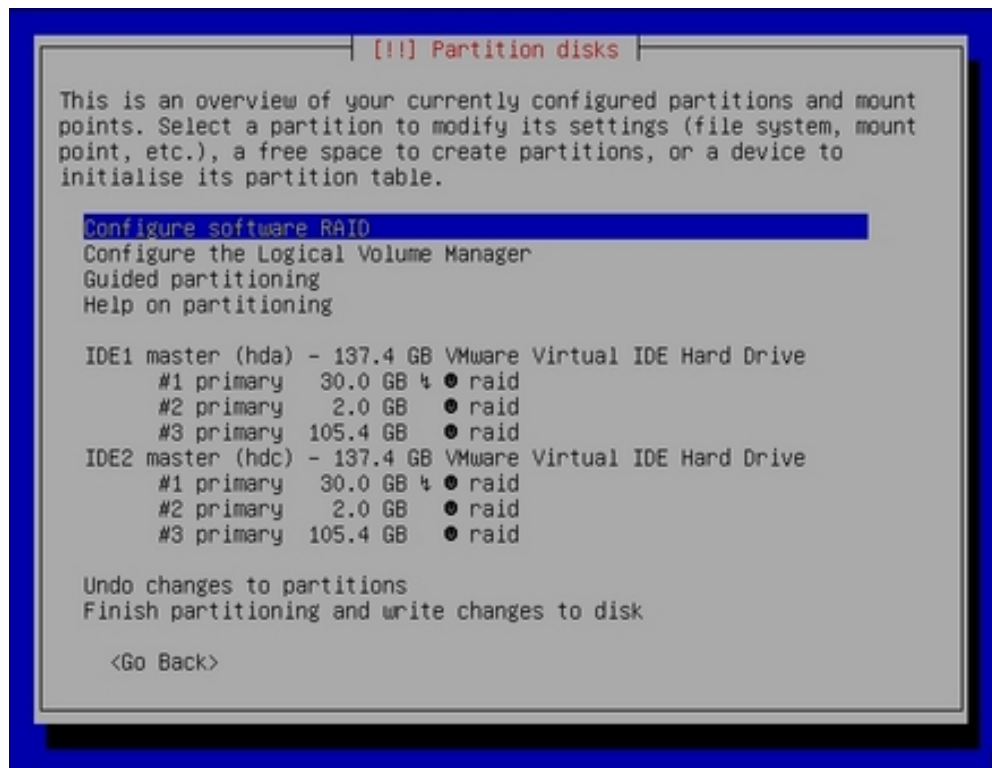 [!!] Partition disks
This is an overview of your currently configured partitions and mount
points. Select a partition to modify its settings (file system, mount
point, etc.), a free space to create partitions, or a device to
initialise its partition table.
Configure software RAID
Configure the Logical Volume Manager
Guided partitioning
Help on partitioning
IDE1 master (hda) - 137.4 GB VMware Virtual IDE Hard Drive
#1 primary 30.0 GB ↯ ☻ raid
#2 primary 2.0 GB ☻ raid
#3 primary 105.4 GB ☻ raid
IDE2 master (hdc) - 137.4 GB VMware Virtual IDE Hard Drive
#1 primary 30.0 GB ↯ ☻ raid
#2 primary 2.0 GB ☻ raid
#3 primary 105.4 GB ☻ raid
Undo changes to partitions
Finish partitioning and write changes to disk
<Go Back>